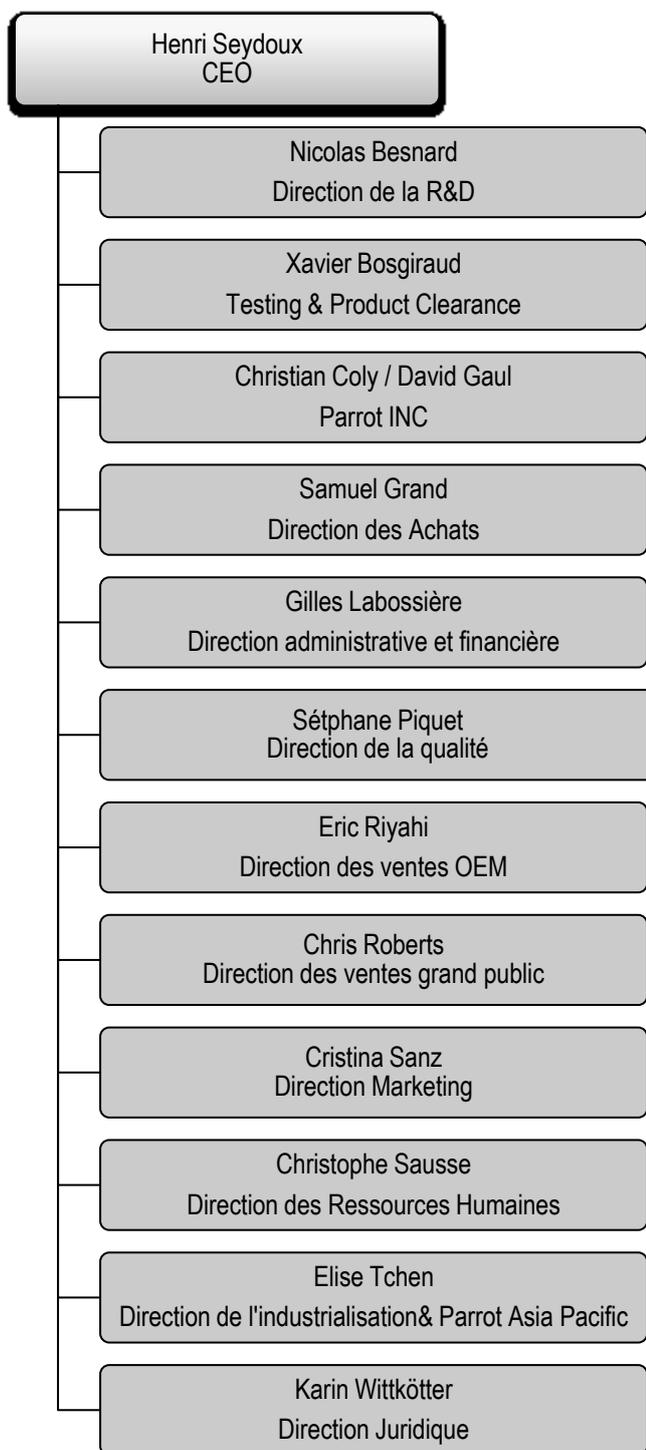 Henri Seydoux
CEO
Nicolas Besnard
Direction de la R&D
Xavier Bosgiraud
Testing & Product Clearance
Christian Coly / David Gaul
Parrot INC
Samuel Grand
Direction des Achats
Gilles Labossière
Direction administrative et financière
Sétphane Piquet
Direction de la qualité
Eric Riyahi
Direction des ventes OEM
Chris Roberts
Direction des ventes grand public
Cristina Sanz
Direction Marketing
Christophe Sausse
Direction des Ressources Humaines
Elise Tchen
Direction de l'industrialisation& Parrot Asia Pacific
Karin Wittkötter
Direction Juridique